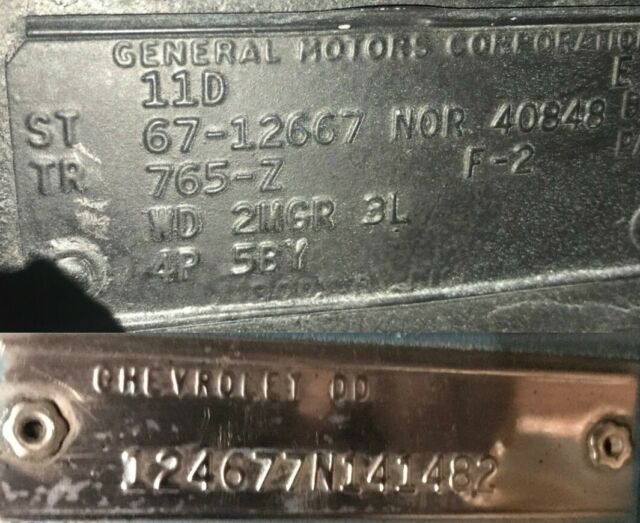 GENERAL MOTORS CORPORATIO
11D E
ST 67-12667 NOR 40848 B
TR 765-Z F-2 PA
WD 2MGR 3L
4P 5BY
CHEVROLET DD
124677N141482